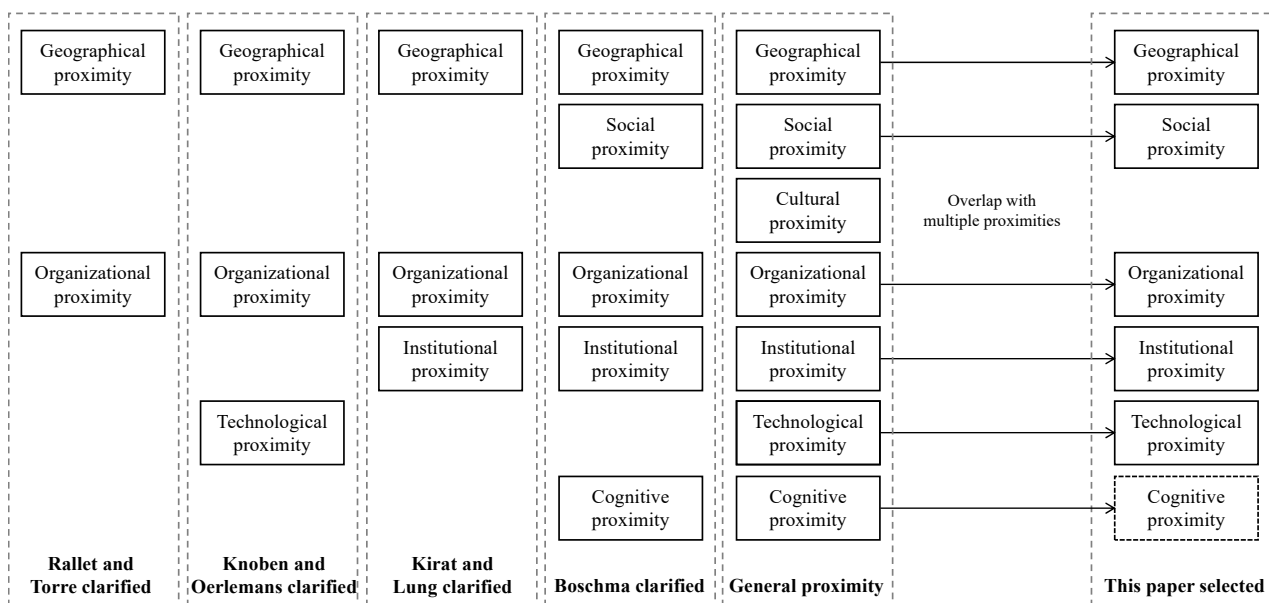 Geographical
proximity
Geographical
proximity
Geographical
proximity
Geographical
proximity
Geographical
proximity
Geographical
proximity
Social
proximity
Social
proximity
Social
proximity
Cultural
proximity
Overlap with
multiple proximities
Organizational
proximity
Organizational
proximity
Organizational
proximity
Organizational
proximity
Organizational
proximity
Organizational
proximity
Institutional
proximity
Institutional
proximity
Institutional
proximity
Institutional
proximity
Technological
proximity
Technological
proximity
Technological
proximity
Cognitive
proximity
Cognitive
proximity
Cognitive
proximity
Rallet and
Torre clarified
Knoben and
Oerlemans clarified
Kirat and
Lung clarified
Boschma clarified
General proximity
This paper selected